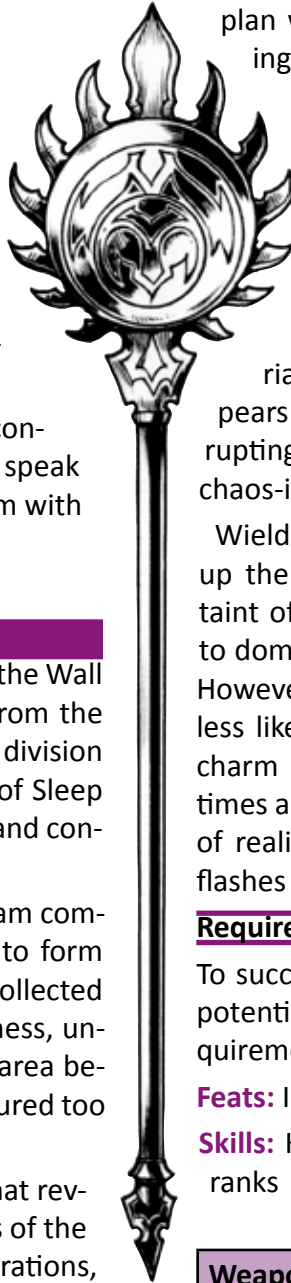 con-
speak
m with
the Wall
rom the
division
of Sleep
and con-
am com-
to form
ollected
ness, un-
area be-
ured too
hat rev-
s of the
rations,
plan w
ing
ria
pears
rupting
chaos-i
Wield
up the
taint of
to dom
However
less like
charm
times a
of reali
flashes
Require
To succ
potenti
quireme
Feats: I
Skills: H
ranks
Weapo